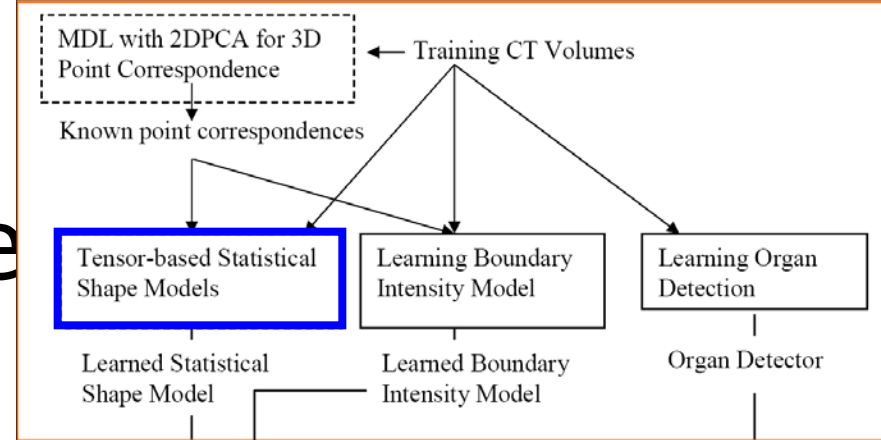 MDL with 2DPCA for 3D
Point Correspondence
Training CT Volumes
Known point correspondences
e
Tensor-based Statistical
Shape Models
Learning Boundary
Intensity Model
Learning Organ
Detection
Learned Statistical
Shape Model
Learned Boundary
Intensity Model
Organ Detector